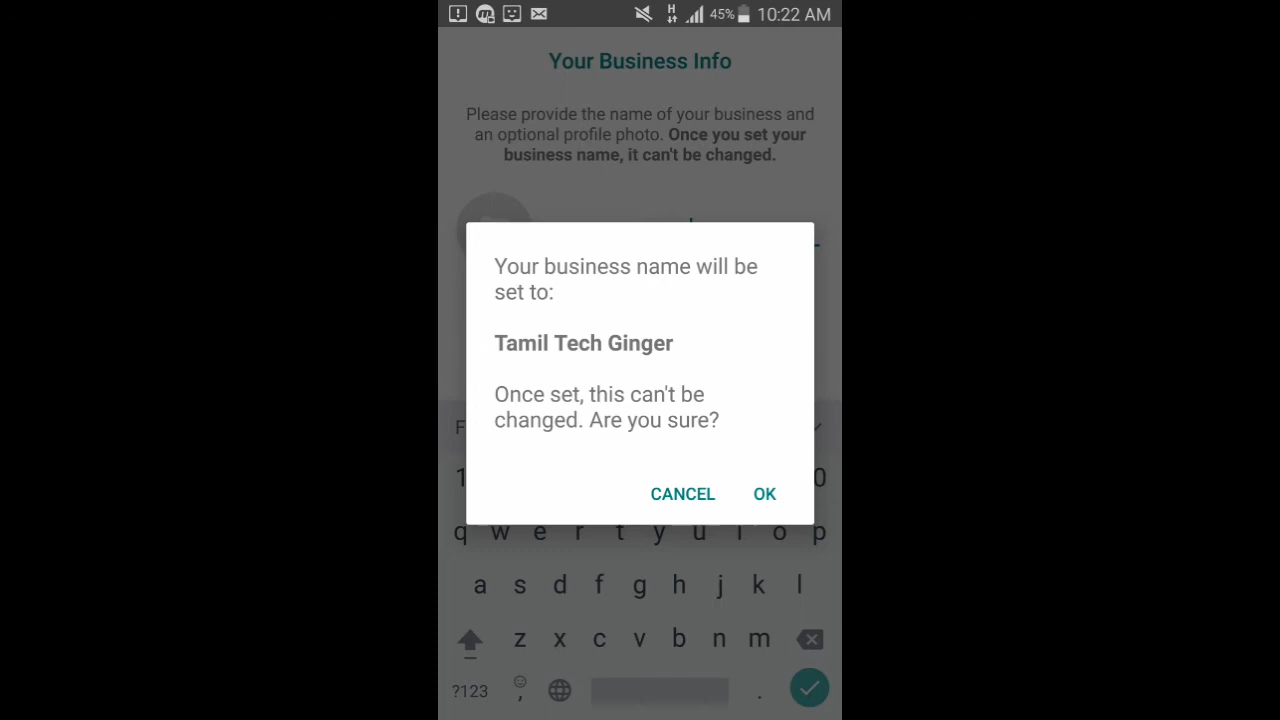 45% 10:22 AM
Your Business Info
Please provide the name of your business and
an optional profile photo. Once you set your
business name, it can't be changed.
Your business name will be
set to:
Tamil Tech Ginger
Once set, this can't be
changed. Are you sure?
CANCEL OK
F
1 0
q w e r t y u i o p
a s d f g h j k l
z x c v b n m
?123 , .